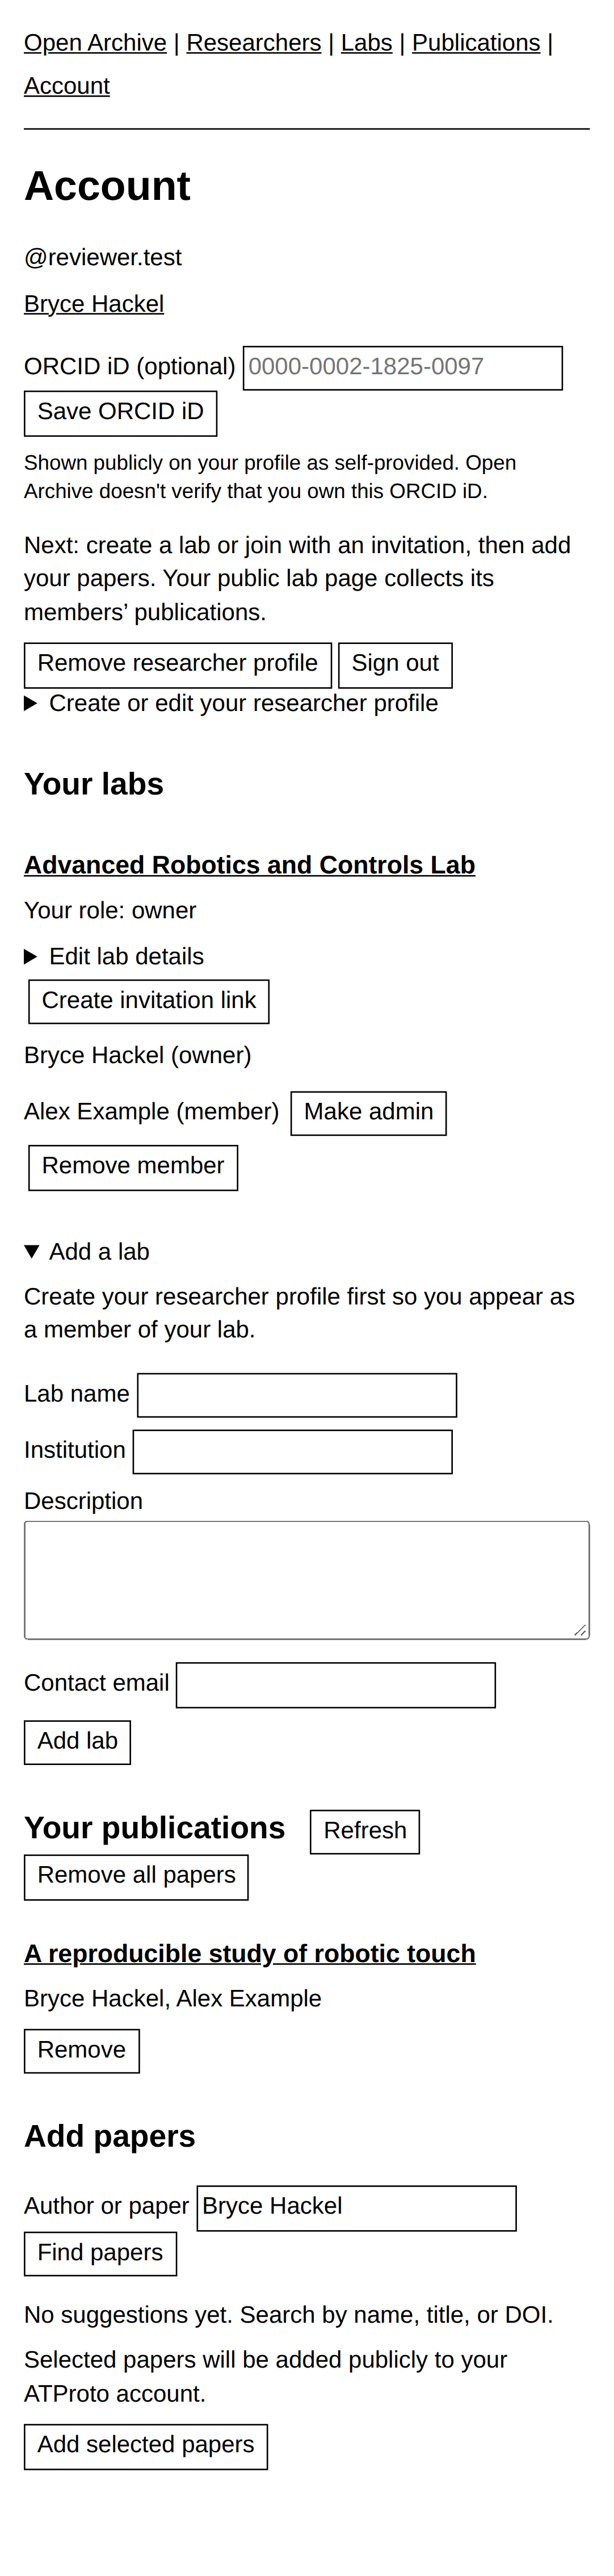 Open Archive | Researchers | Labs | Publications |
Account
Account
@reviewer.test
Bryce Hackel
ORCID iD (optional) 0000-0002-1825-0097
Save ORCID iD
Shown publicly on your profile as self-provided. Open
Archive doesn't verify that you own this ORCID iD.
Next: create a lab or join with an invitation, then add
your papers. Your public lab page collects its
members’ publications.
Remove researcher profile Sign out
Create or edit your researcher profile
Your labs
Advanced Robotics and Controls Lab
Your role: owner
Edit lab details
Create invitation link
Bryce Hackel (owner)
Alex Example (member) Make admin
Remove member
Add a lab
Create your researcher profile first so you appear as
a member of your lab.
Lab name
Institution
Description
Contact email
Add lab
Your publications Refresh
Remove all papers
A reproducible study of robotic touch
Bryce Hackel, Alex Example
Remove
Add papers
Author or paper Bryce Hackel
Find papers
No suggestions yet. Search by name, title, or DOI.
Selected papers will be added publicly to your
ATProto account.
Add selected papers